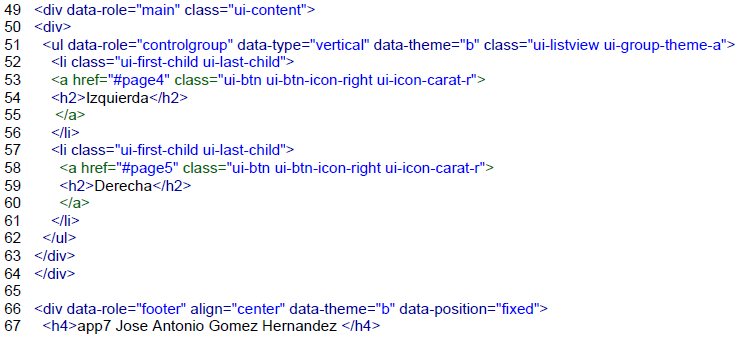 49 <div data-role="main" class="ui-content">
50 <div>
51 <ul data-role="controlgroup" data-type="vertical" data-theme="b" class="ui-listview ui-group-theme-a">
52 <li class="ui-first-child ui-last-child">
53 <a href="#page4" class="ui-btn ui-btn-icon-right ui-icon-carat-r">
54 <h2>Izquierda</h2>
55 </a>
56 </li>
57 <li class="ui-first-child ui-last-child">
58 <a href="#page5" class="ui-btn ui-btn-icon-right ui-icon-carat-r">
59 <h2>Derecha</h2>
60 </a>
61 </li>
62 </ul>
63 </div>
64 </div>
65
66 <div data-role="footer" align="center" data-theme="b" data-position="fixed">
67 <h4>app7 Jose Antonio Gomez Hernandez </h4>